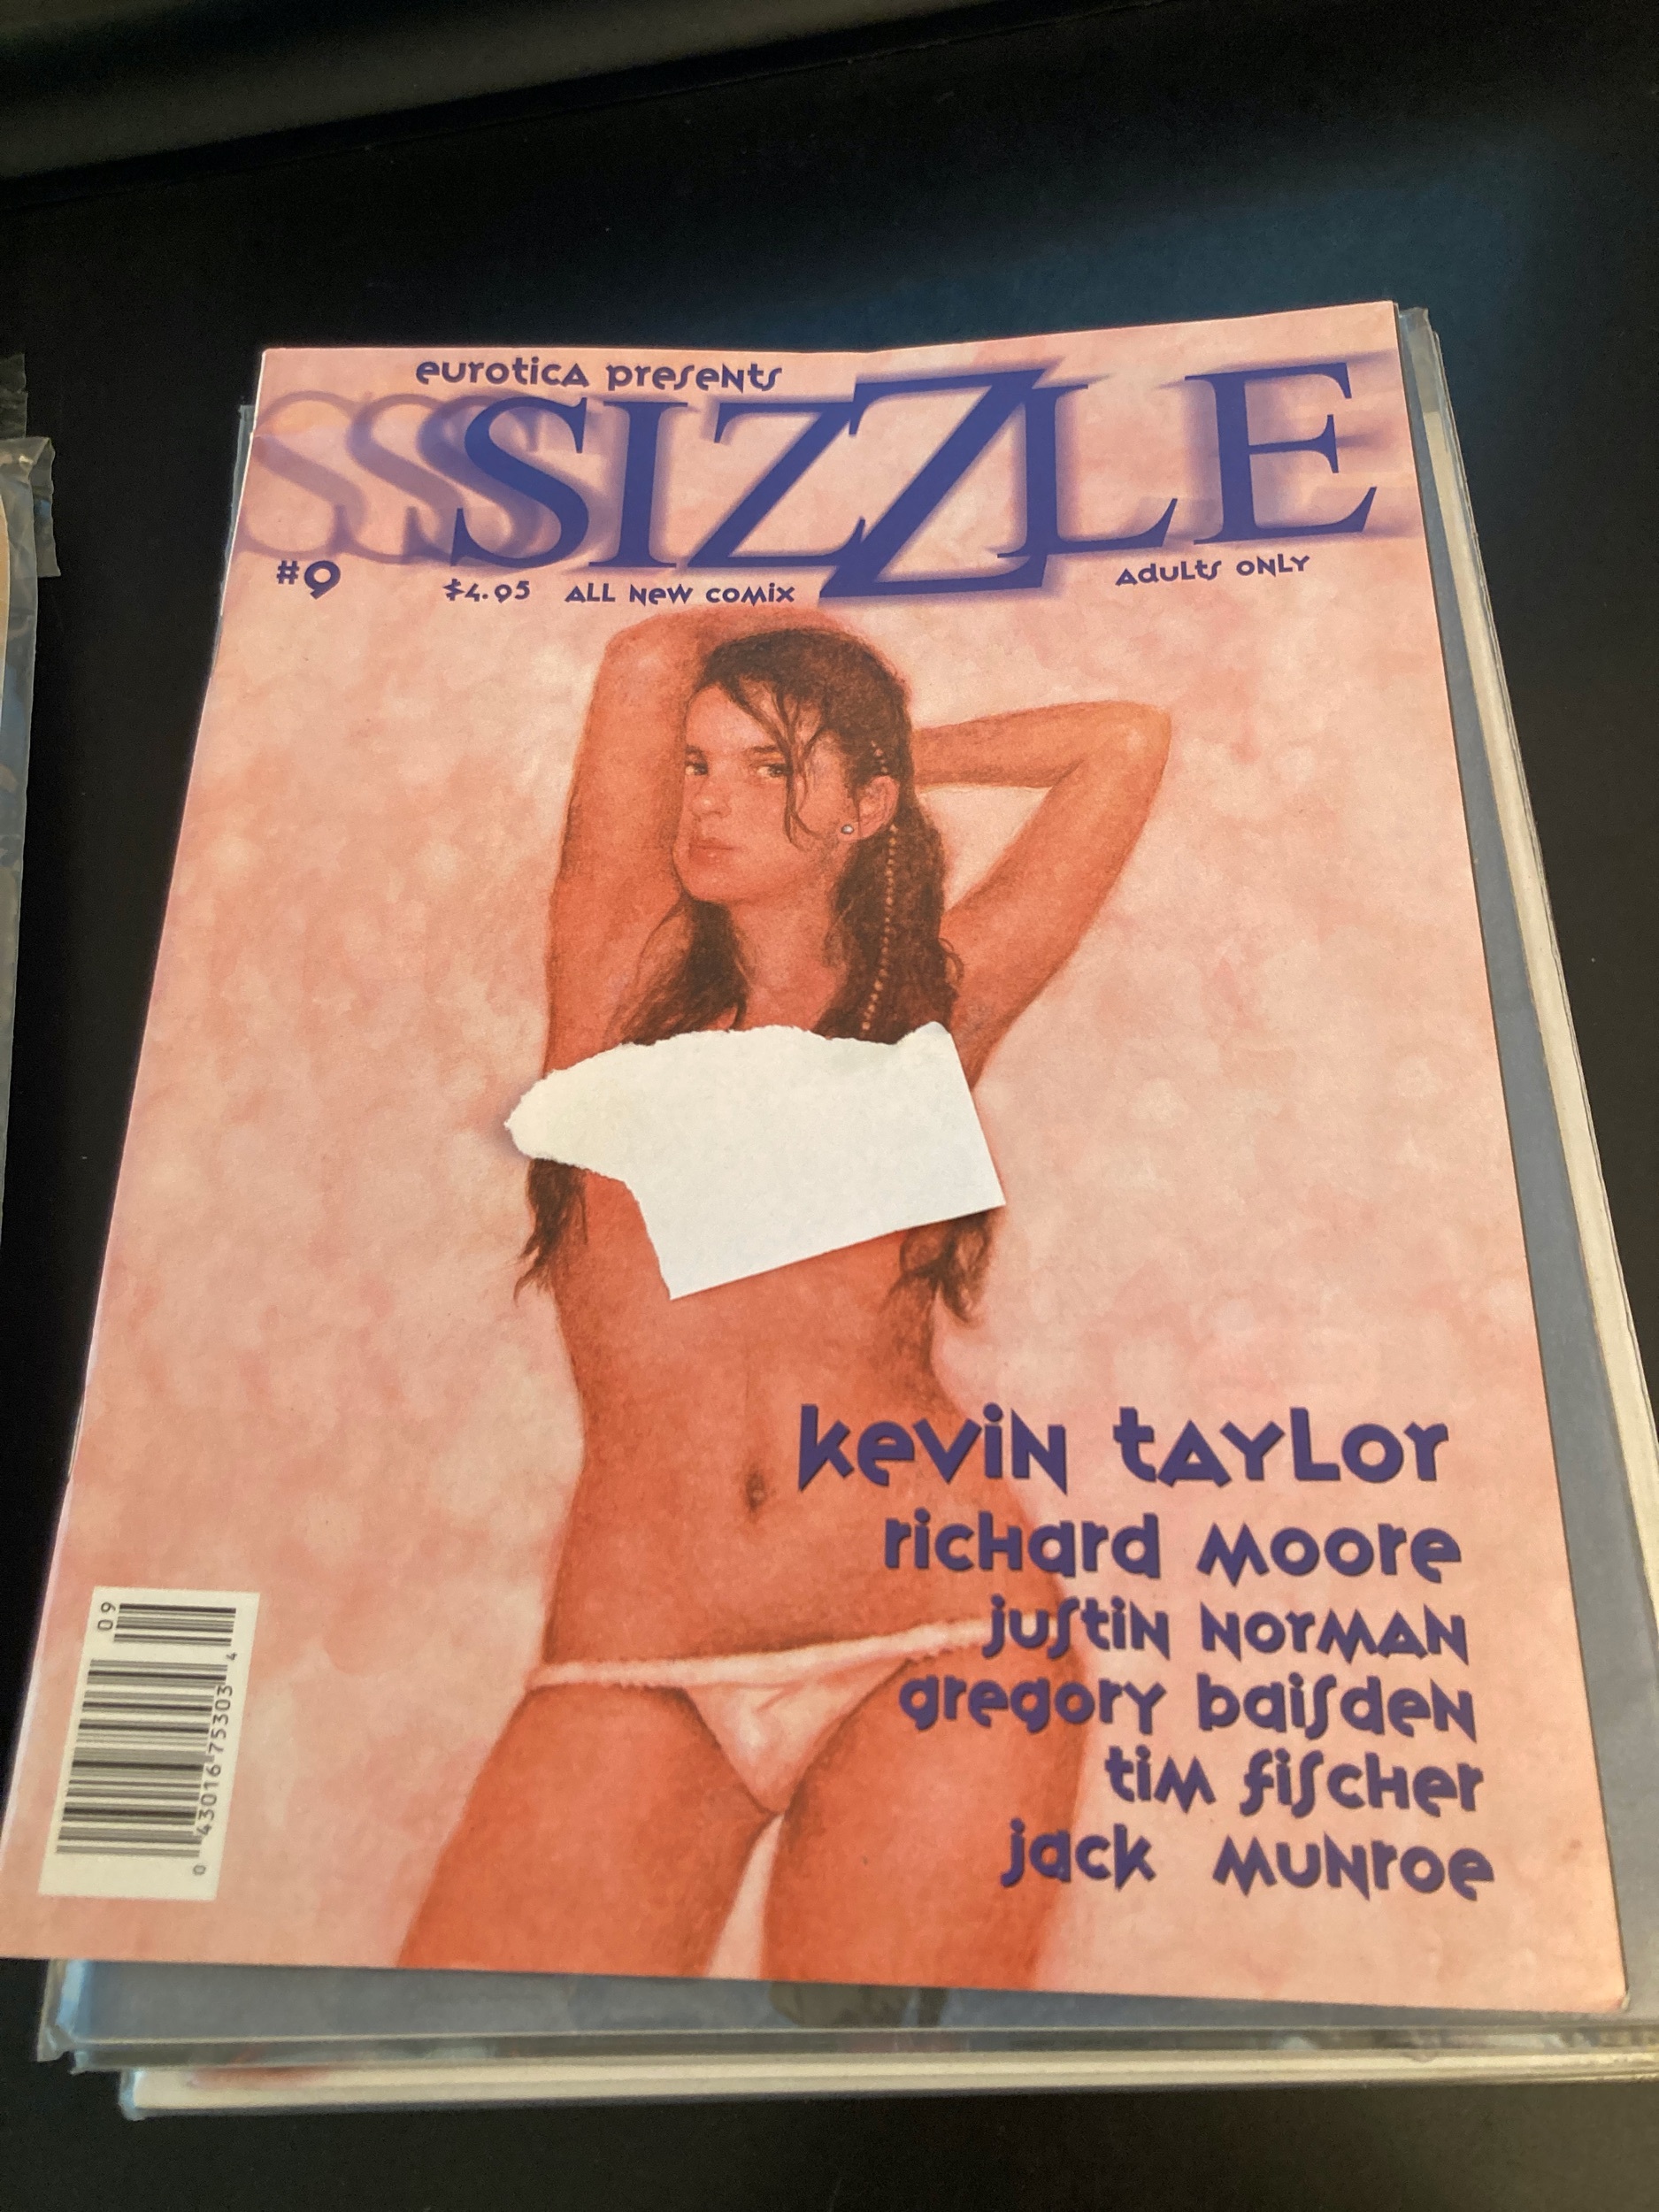 eurotica presents
SSSSIZZLE
#9
$4.95 ALL NEW COMIX
ADULTS ONLY
kevin taylor
richard moore
justin norman
gregory baisden
tim fischer
jack munroe
09
0 43016 75303 4